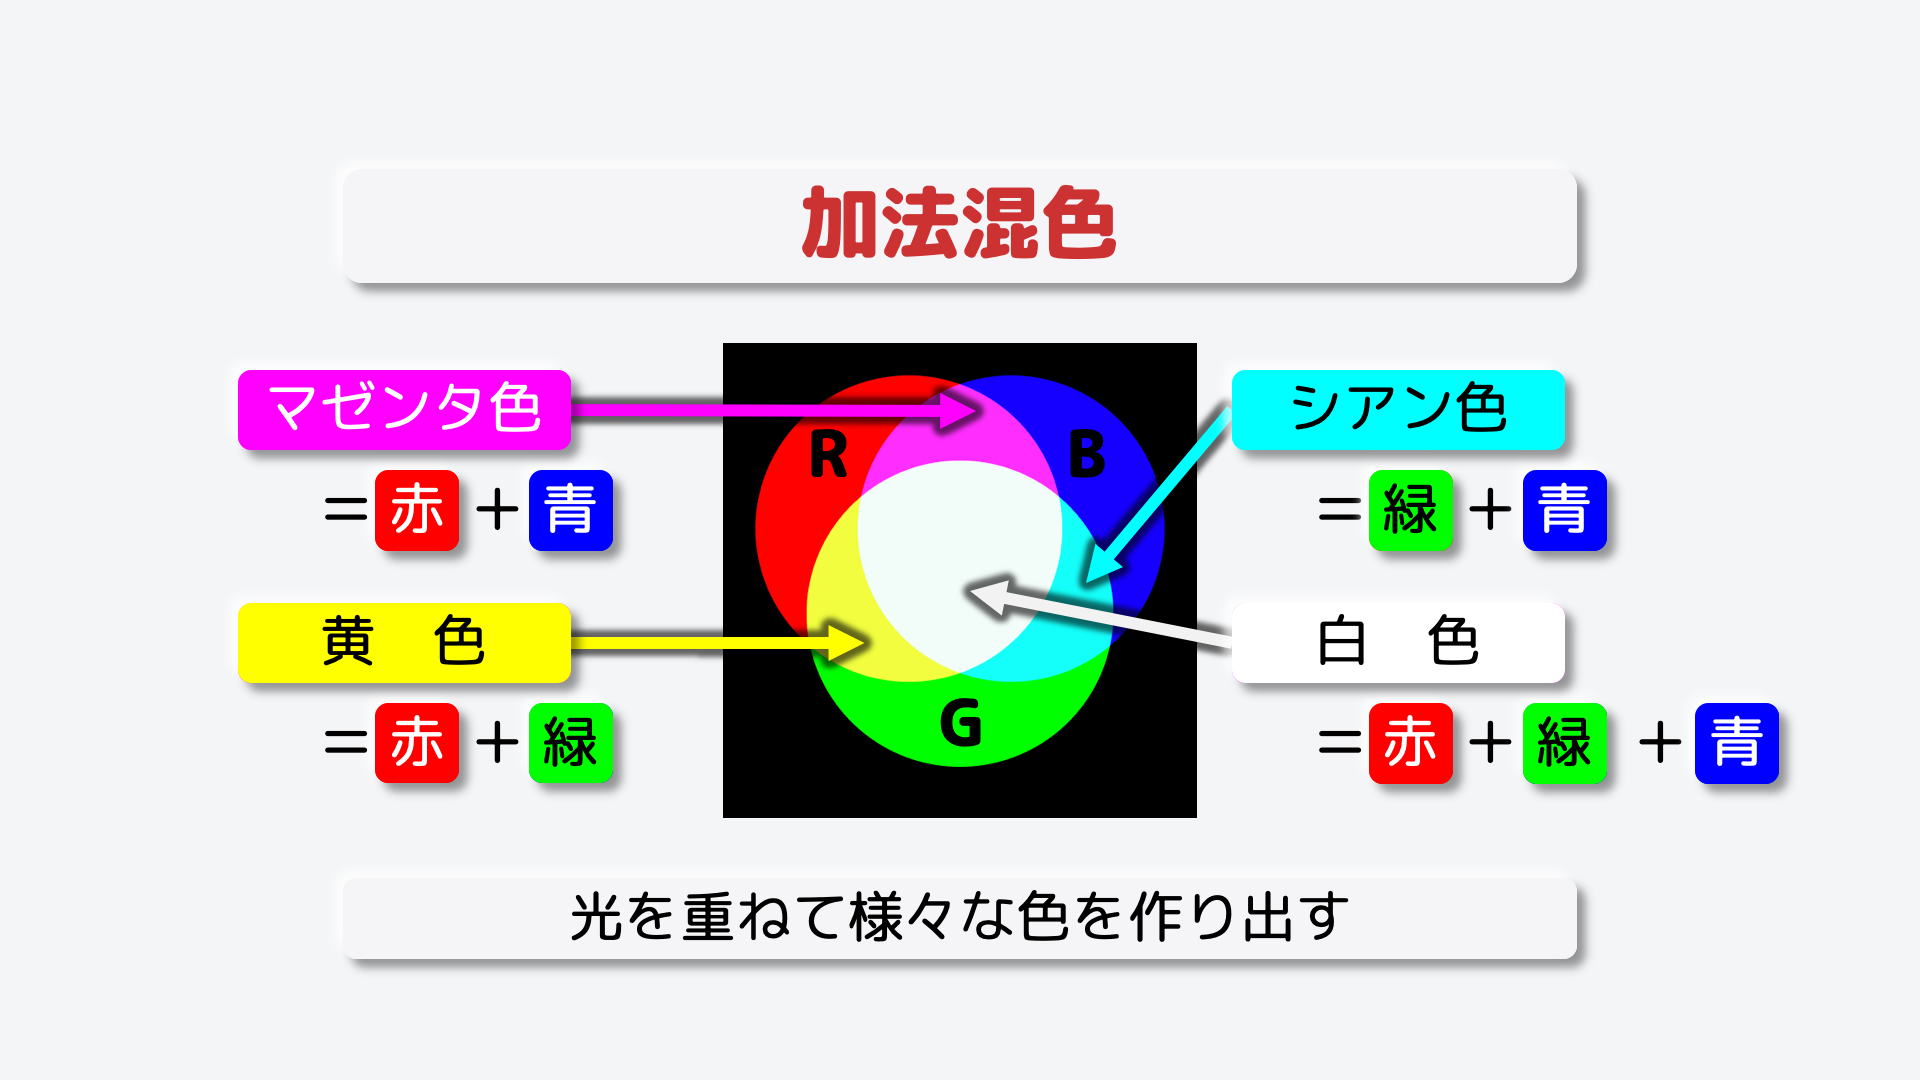 加法混色
マゼンタ色
=赤+青
黄 色
=赤+緑
R
B
G
シアン色
=緑+青
白 色
=赤+緑+青
光を重ねて様々な色を作り出す